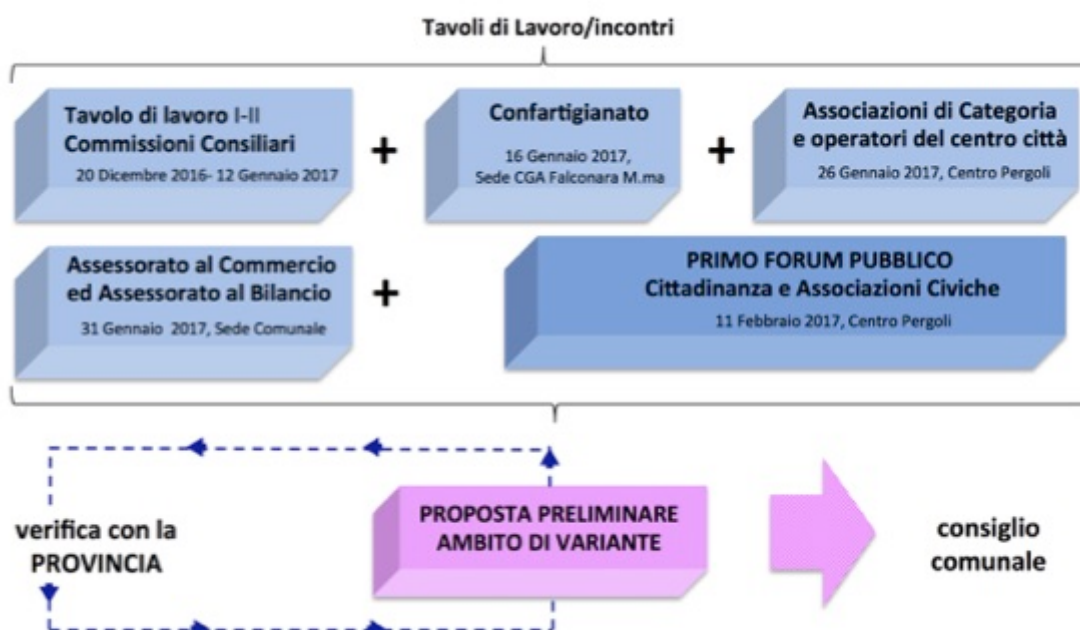 Tavoli di Lavoro/incontri
Tavolo di lavoro I-II
Commissioni Consiliari
20 Dicembre 2016- 12 Gennaio 2017
+
Confartigianato
16 Gennaio 2017,
Sede CGA Falconara M.ma
+
Associazioni di Categoria
e operatori del centro città
26 Gennaio 2017, Centro Pergoli
Assessorato al Commercio
ed Assessorato al Bilancio
31 Gennaio 2017, Sede Comunale
+
PRIMO FORUM PUBBLICO
Cittadinanza e Associazioni Civiche
11 Febbraio 2017, Centro Pergoli
verifica con la
PROVINCIA
PROPOSTA PRELIMINARE
AMBITO DI VARIANTE
consiglio
comunale